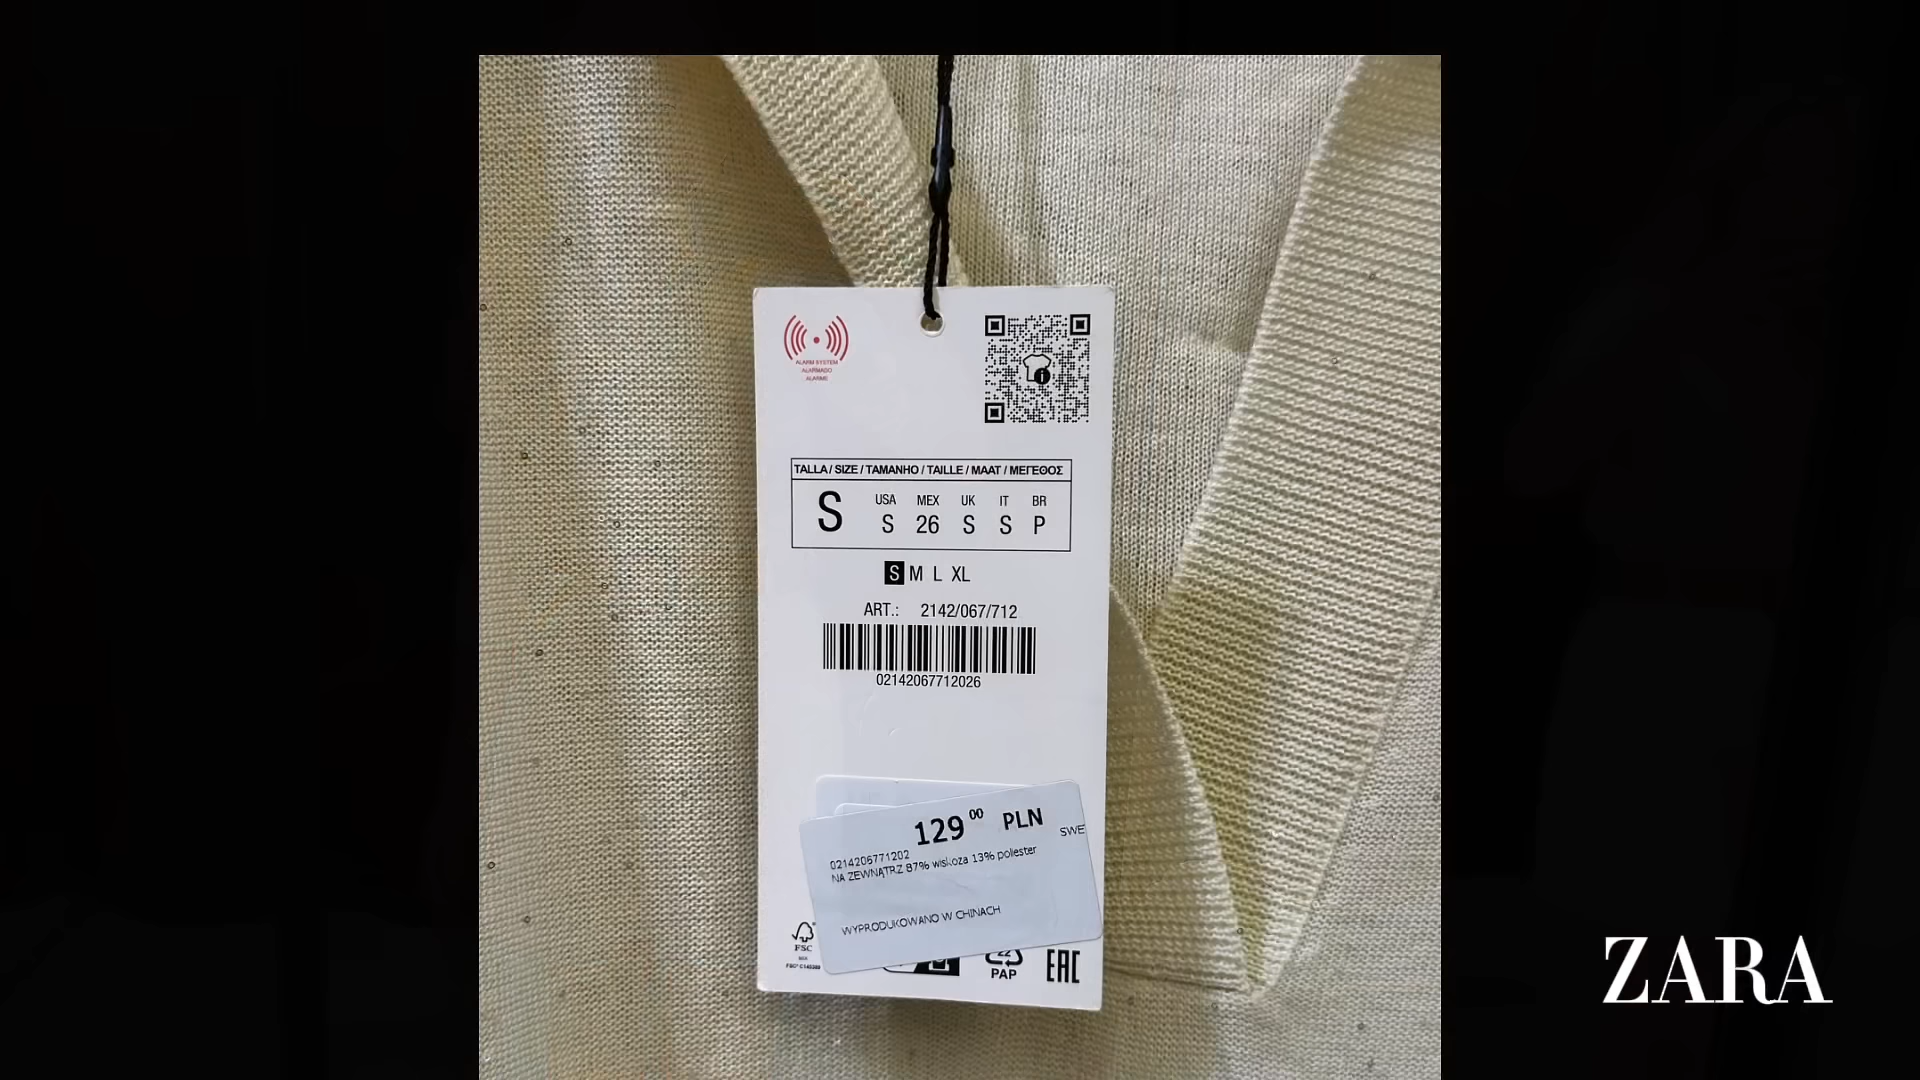 ALARM SYSTEM
ALARMADO
ALARME
TALLA / SIZE / TAMANHO / TAILLE / MAAT / ΜΕΓΕΘΟΣ
S USA MEX UK IT BR
S 26 S S P
S M L XL
ART.: 2142/067/712
02142067712026
129 00 PLN
SWE
0214206771202
NA ZEWNĄTRZ 87% wiskoza 13% poliester
WYPRODUKOWANO W CHINACH
FSC
PAP
EAC
ZARA